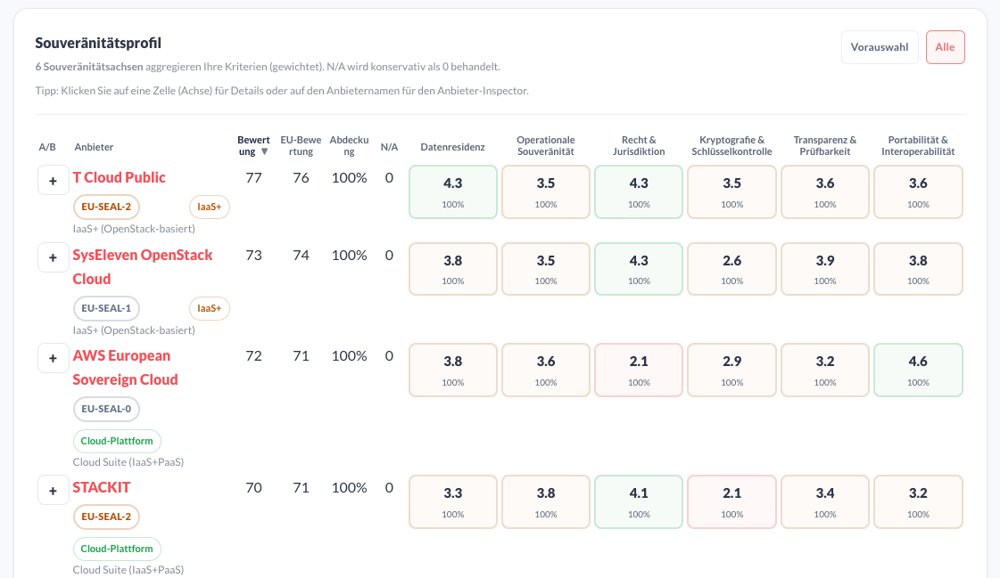 Souveränitätsprofil
Vorauswahl Alle
6 Souveränitätsachsen aggregieren Ihre Kriterien (gewichtet). N/A wird konservativ als 0 behandelt.
Tipp: Klicken Sie auf eine Zelle (Achse) für Details oder auf den Anbieternamen für den Anbieter-Inspector.
Bewert EU-Bewe Abdecku Operationale Recht & Kryptografie & Transparenz & Portabilität &
A/B Anbieter N/A Datenresidenz
ung ▼ rtung ng Souveränität Jurisdiktion Schlüsselkontrolle Prüfbarkeit Interoperabilität
+ T Cloud Public 77 76 100% 0 4.3 3.5 4.3 3.5 3.6 3.6
EU-SEAL-2 IaaS+ 100% 100% 100% 100% 100% 100%
IaaS+ (OpenStack-basiert)
+ SysEleven OpenStack 73 74 100% 0 3.8 3.5 4.3 2.6 3.9 3.8
Cloud 100% 100% 100% 100% 100% 100%
EU-SEAL-1 IaaS+
IaaS+ (OpenStack-basiert)
+ AWS European 72 71 100% 0 3.8 3.6 2.1 2.9 3.2 4.6
Sovereign Cloud 100% 100% 100% 100% 100% 100%
EU-SEAL-0
Cloud-Plattform
Cloud Suite (IaaS+PaaS)
+ STACKIT 70 71 100% 0 3.3 3.8 4.1 2.1 3.4 3.2
EU-SEAL-2 100% 100% 100% 100% 100% 100%
Cloud-Plattform
Cloud Suite (IaaS+PaaS)